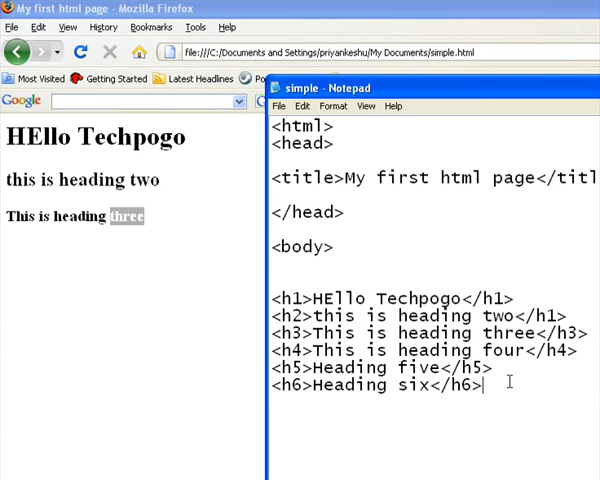 My first html page - Mozilla Firefox
File Edit View History Bookmarks Tools Help
file:///C:/Documents and Settings/priyankeshu/My Documents/simple.html
Most Visited Getting Started Latest Headlines
Google
HEllo Techpogo
this is heading two
This is heading three
simple - Notepad
File Edit Format View Help
<html>
<head>
<title>My first html page</titl
</head>
<body>
<h1>HEllo Techpogo</h1>
<h2>this is heading two</h1>
<h3>This is heading three</h3>
<h4>This is heading four</h4>
<h5>Heading five</h5>
<h6>Heading six</h6>